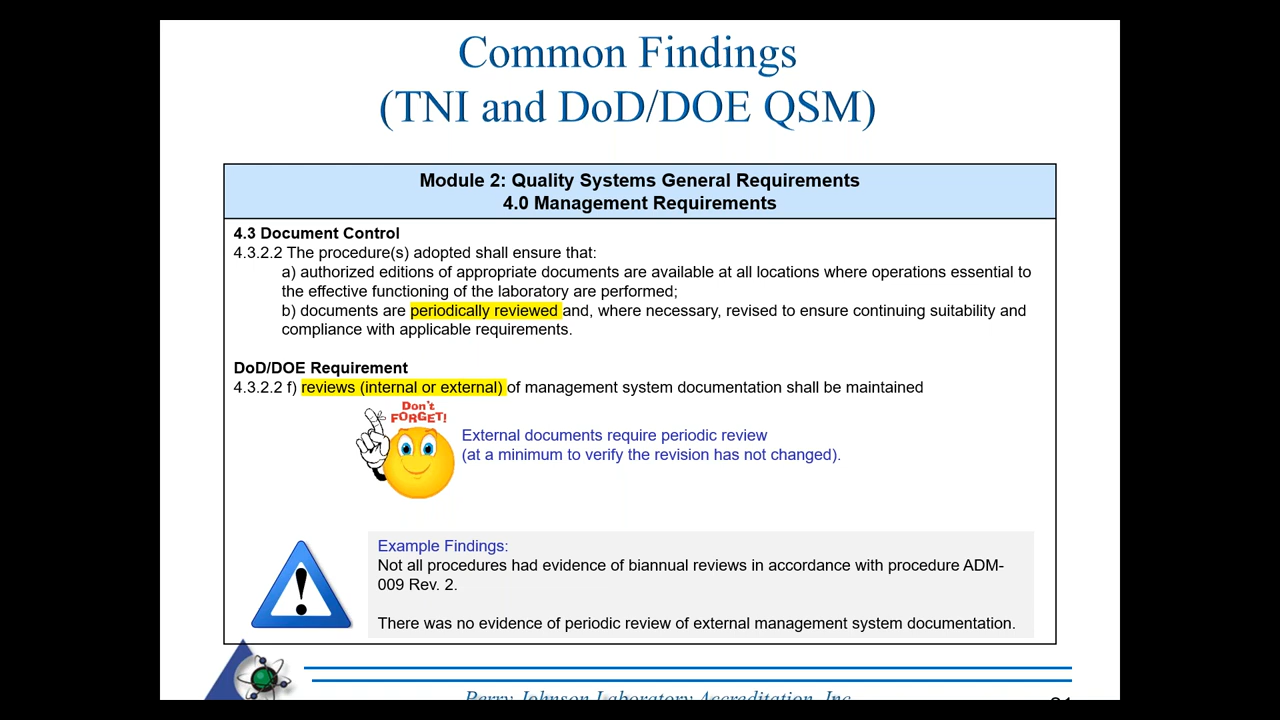 Common Findings
(TNI and DoD/DOE QSM)
Module 2: Quality Systems General Requirements
4.0 Management Requirements
4.3 Document Control
4.3.2.2 The procedure(s) adopted shall ensure that:
a) authorized editions of appropriate documents are available at all locations where operations essential to
the effective functioning of the laboratory are performed;
b) documents are periodically reviewed and, where necessary, revised to ensure continuing suitability and
compliance with applicable requirements.
DoD/DOE Requirement
4.3.2.2 f) reviews (internal or external) of management system documentation shall be maintained
Don't
FORGET!
External documents require periodic review
(at a minimum to verify the revision has not changed).
Example Findings:
Not all procedures had evidence of biannual reviews in accordance with procedure ADM-
009 Rev. 2.
There was no evidence of periodic review of external management system documentation.
Perry Johnson Laboratory Accreditation, Inc